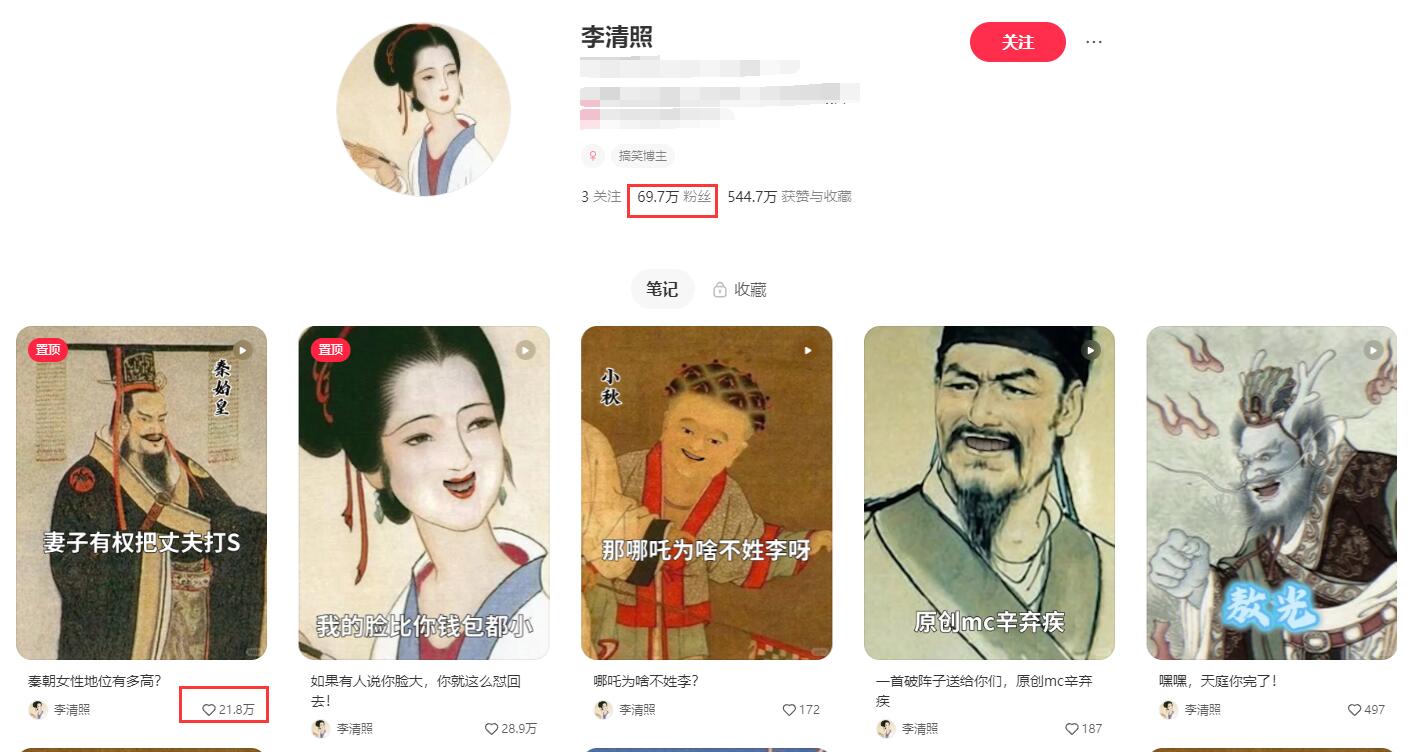 李清照
关注
搞笑博主
3 关注 69.7万 粉丝 544.7万 获赞与收藏
笔记 收藏
置顶
秦始皇
妻子有权把丈夫打S
秦朝女性地位有多高？
李清照 21.8万
置顶
我的脸比你钱包都小
如果有人说你脸大，你就这么怼回
去！
李清照 28.9万
小秋
那哪吒为啥不姓李呀
哪吒为啥不姓李？
李清照 172
原创mc辛弃疾
一首破阵子送给你们，原创mc辛弃
疾
李清照 187
敖光
嘿嘿，天庭你完了！
李清照 497